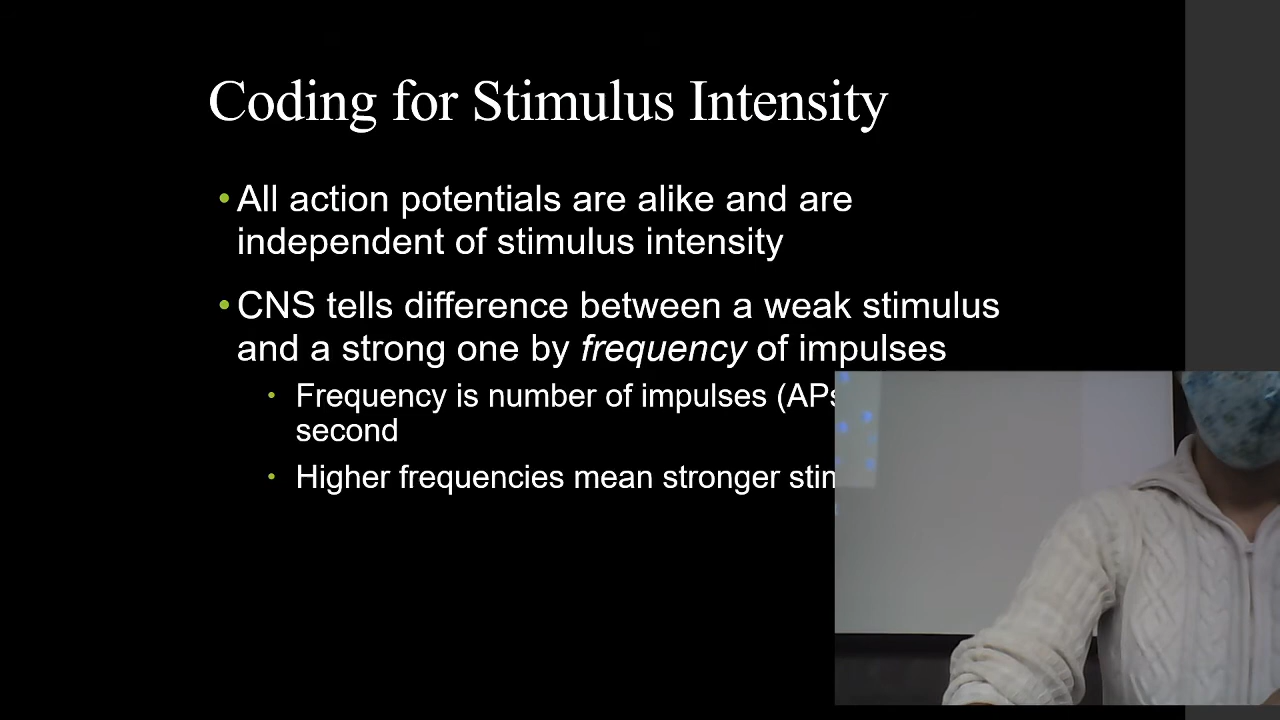 Coding for Stimulus Intensity
•All action potentials are alike and are
independent of stimulus intensity
•CNS tells difference between a weak stimulus
and a strong one by frequency of impulses
• Frequency is number of impulses (APs
second
• Higher frequencies mean stronger